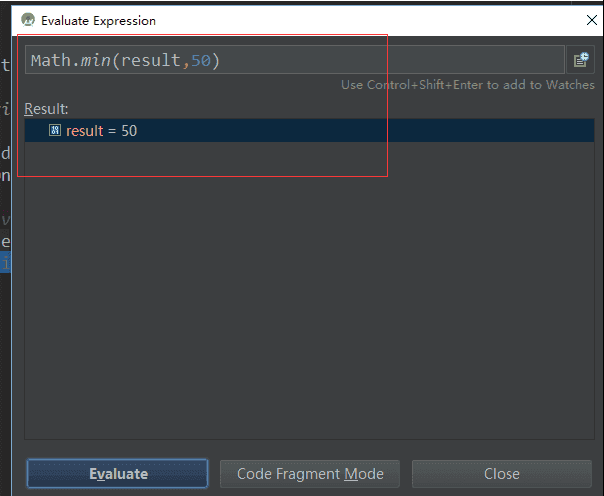 Evaluate Expression
Math.min(result,50)
Use Control+Shift+Enter to add to Watches
Result:
result = 50
Evaluate
Code Fragment Mode
Close